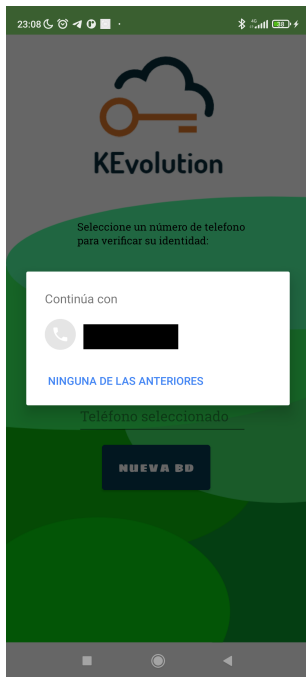 23:08
4G
KEvolution
Seleccione un número de telefono
para verificar su identidad:
Continúa con
NINGUNA DE LAS ANTERIORES
Teléfono seleccionado
NUEVA BD